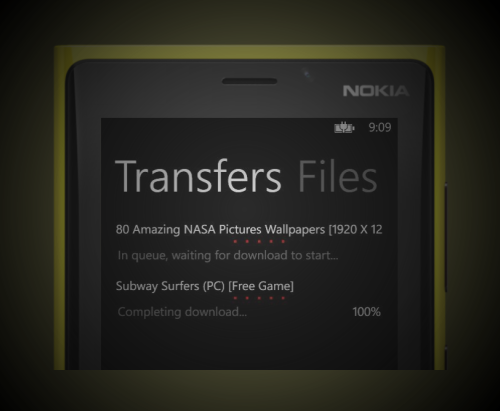 NOKIA
9:09
Transfers Files
80 Amazing NASA Pictures Wallpapers [1920 X 12
In queue, waiting for download to start...
Subway Surfers (PC) [Free Game]
Completing download... 100%